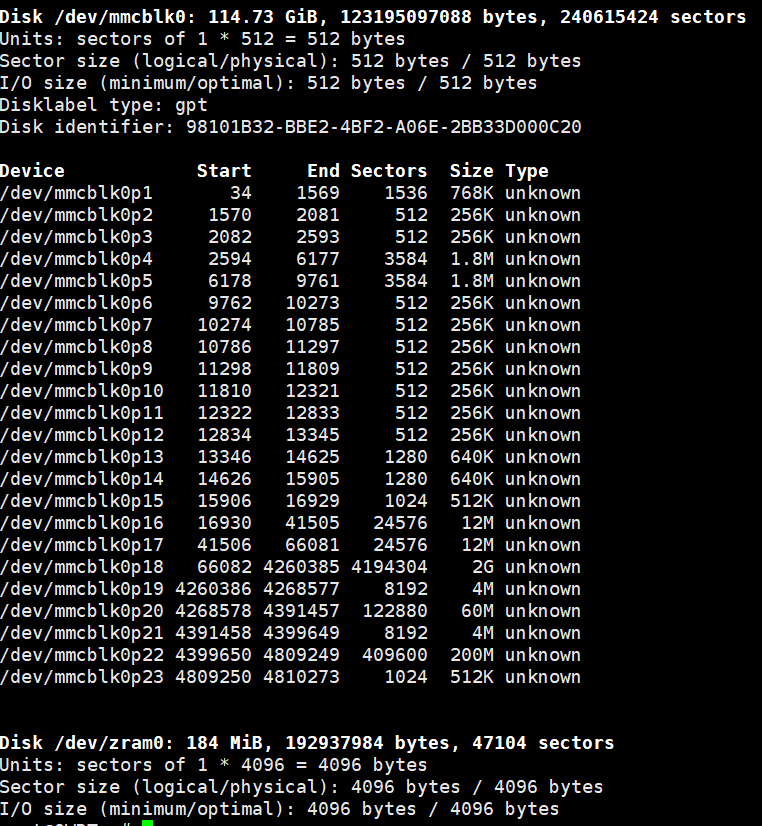 Disk /dev/mmcblk0: 114.73 GiB, 123195097088 bytes, 240615424 sectors
Units: sectors of 1 * 512 = 512 bytes
Sector size (logical/physical): 512 bytes / 512 bytes
I/O size (minimum/optimal): 512 bytes / 512 bytes
Disklabel type: gpt
Disk identifier: 98101B32-BBE2-4BF2-A06E-2BB33D000C20
Device Start End Sectors Size Type
/dev/mmcblk0p1 34 1569 1536 768K unknown
/dev/mmcblk0p2 1570 2081 512 256K unknown
/dev/mmcblk0p3 2082 2593 512 256K unknown
/dev/mmcblk0p4 2594 6177 3584 1.8M unknown
/dev/mmcblk0p5 6178 9761 3584 1.8M unknown
/dev/mmcblk0p6 9762 10273 512 256K unknown
/dev/mmcblk0p7 10274 10785 512 256K unknown
/dev/mmcblk0p8 10786 11297 512 256K unknown
/dev/mmcblk0p9 11298 11809 512 256K unknown
/dev/mmcblk0p10 11810 12321 512 256K unknown
/dev/mmcblk0p11 12322 12833 512 256K unknown
/dev/mmcblk0p12 12834 13345 512 256K unknown
/dev/mmcblk0p13 13346 14625 1280 640K unknown
/dev/mmcblk0p14 14626 15905 1280 640K unknown
/dev/mmcblk0p15 15906 16929 1024 512K unknown
/dev/mmcblk0p16 16930 41505 24576 12M unknown
/dev/mmcblk0p17 41506 66081 24576 12M unknown
/dev/mmcblk0p18 66082 4260385 4194304 2G unknown
/dev/mmcblk0p19 4260386 4268577 8192 4M unknown
/dev/mmcblk0p20 4268578 4391457 122880 60M unknown
/dev/mmcblk0p21 4391458 4399649 8192 4M unknown
/dev/mmcblk0p22 4399650 4809249 409600 200M unknown
/dev/mmcblk0p23 4809250 4810273 1024 512K unknown
Disk /dev/zram0: 184 MiB, 192937984 bytes, 47104 sectors
Units: sectors of 1 * 4096 = 4096 bytes
Sector size (logical/physical): 4096 bytes / 4096 bytes
I/O size (minimum/optimal): 4096 bytes / 4096 bytes